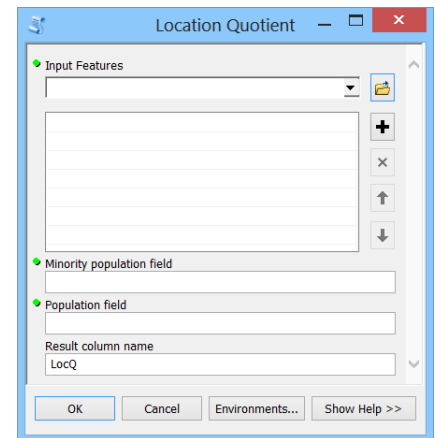 Location Quotient
Input Features
Minority population field
Population field
Result column name
LocQ
OK Cancel Environments... Show Help >>